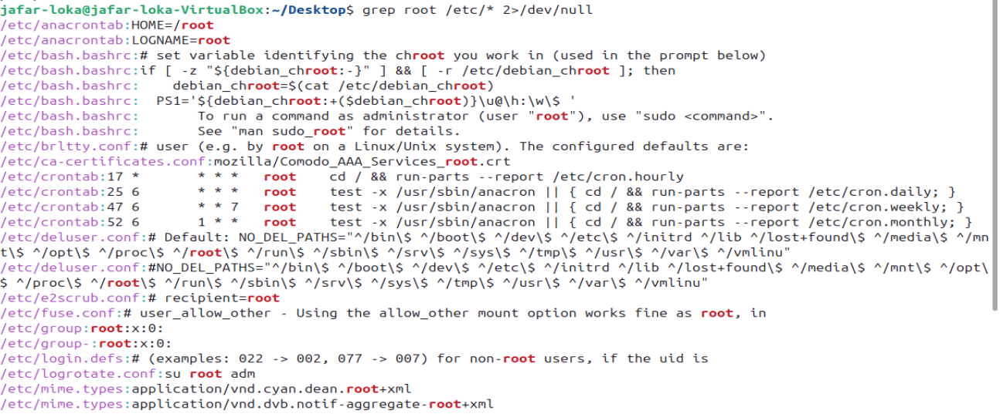 jafar-loka@jafar-loka-VirtualBox:~/Desktop$ grep root /etc/* 2>/dev/null
/etc/anacrontab:HOME=/root
/etc/anacrontab:LOGNAME=root
/etc/bash.bashrc:# set variable identifying the chroot you work in (used in the prompt below)
/etc/bash.bashrc:if [ -z "${debian_chroot:-}" ] && [ -r /etc/debian_chroot ]; then
/etc/bash.bashrc:    debian_chroot=$(cat /etc/debian_chroot)
/etc/bash.bashrc:  PS1='${debian_chroot:+($debian_chroot)}\u@\h:\w\$ '
/etc/bash.bashrc:       To run a command as administrator (user "root"), use "sudo <command>".
/etc/bash.bashrc:       See "man sudo_root" for details.
/etc/brltty.conf:# user (e.g. by root on a Linux/Unix system). The configured defaults are:
/etc/ca-certificates.conf:mozilla/Comodo_AAA_Services_root.crt
/etc/crontab:17 *       * * *   root    cd / && run-parts --report /etc/cron.hourly
/etc/crontab:25 6       * * *   root    test -x /usr/sbin/anacron || { cd / && run-parts --report /etc/cron.daily; }
/etc/crontab:47 6       * * 7   root    test -x /usr/sbin/anacron || { cd / && run-parts --report /etc/cron.weekly; }
/etc/crontab:52 6       1 * *   root    test -x /usr/sbin/anacron || { cd / && run-parts --report /etc/cron.monthly; }
/etc/deluser.conf:# Default: NO_DEL_PATHS="^/bin\$ ^/boot\$ ^/dev\$ ^/etc\$ ^/initrd ^/lib ^/lost+found\$ ^/media\$ ^/mn
t\$ ^/opt\$ ^/proc\$ ^/root\$ ^/run\$ ^/sbin\$ ^/srv\$ ^/sys\$ ^/tmp\$ ^/usr\$ ^/var\$ ^/vmlinu"
/etc/deluser.conf:#NO_DEL_PATHS="^/bin\$ ^/boot\$ ^/dev\$ ^/etc\$ ^/initrd ^/lib ^/lost+found\$ ^/media\$ ^/mnt\$ ^/opt\
$ ^/proc\$ ^/root\$ ^/run\$ ^/sbin\$ ^/srv\$ ^/sys\$ ^/tmp\$ ^/usr\$ ^/var\$ ^/vmlinu"
/etc/e2scrub.conf:# recipient=root
/etc/fuse.conf:# user_allow_other - Using the allow_other mount option works fine as root, in
/etc/group:root:x:0:
/etc/group-:root:x:0:
/etc/login.defs:# (examples: 022 -> 002, 077 -> 007) for non-root users, if the uid is
/etc/logrotate.conf:su root adm
/etc/mime.types:application/vnd.cyan.dean.root+xml
/etc/mime.types:application/vnd.dvb.notif-aggregate-root+xml